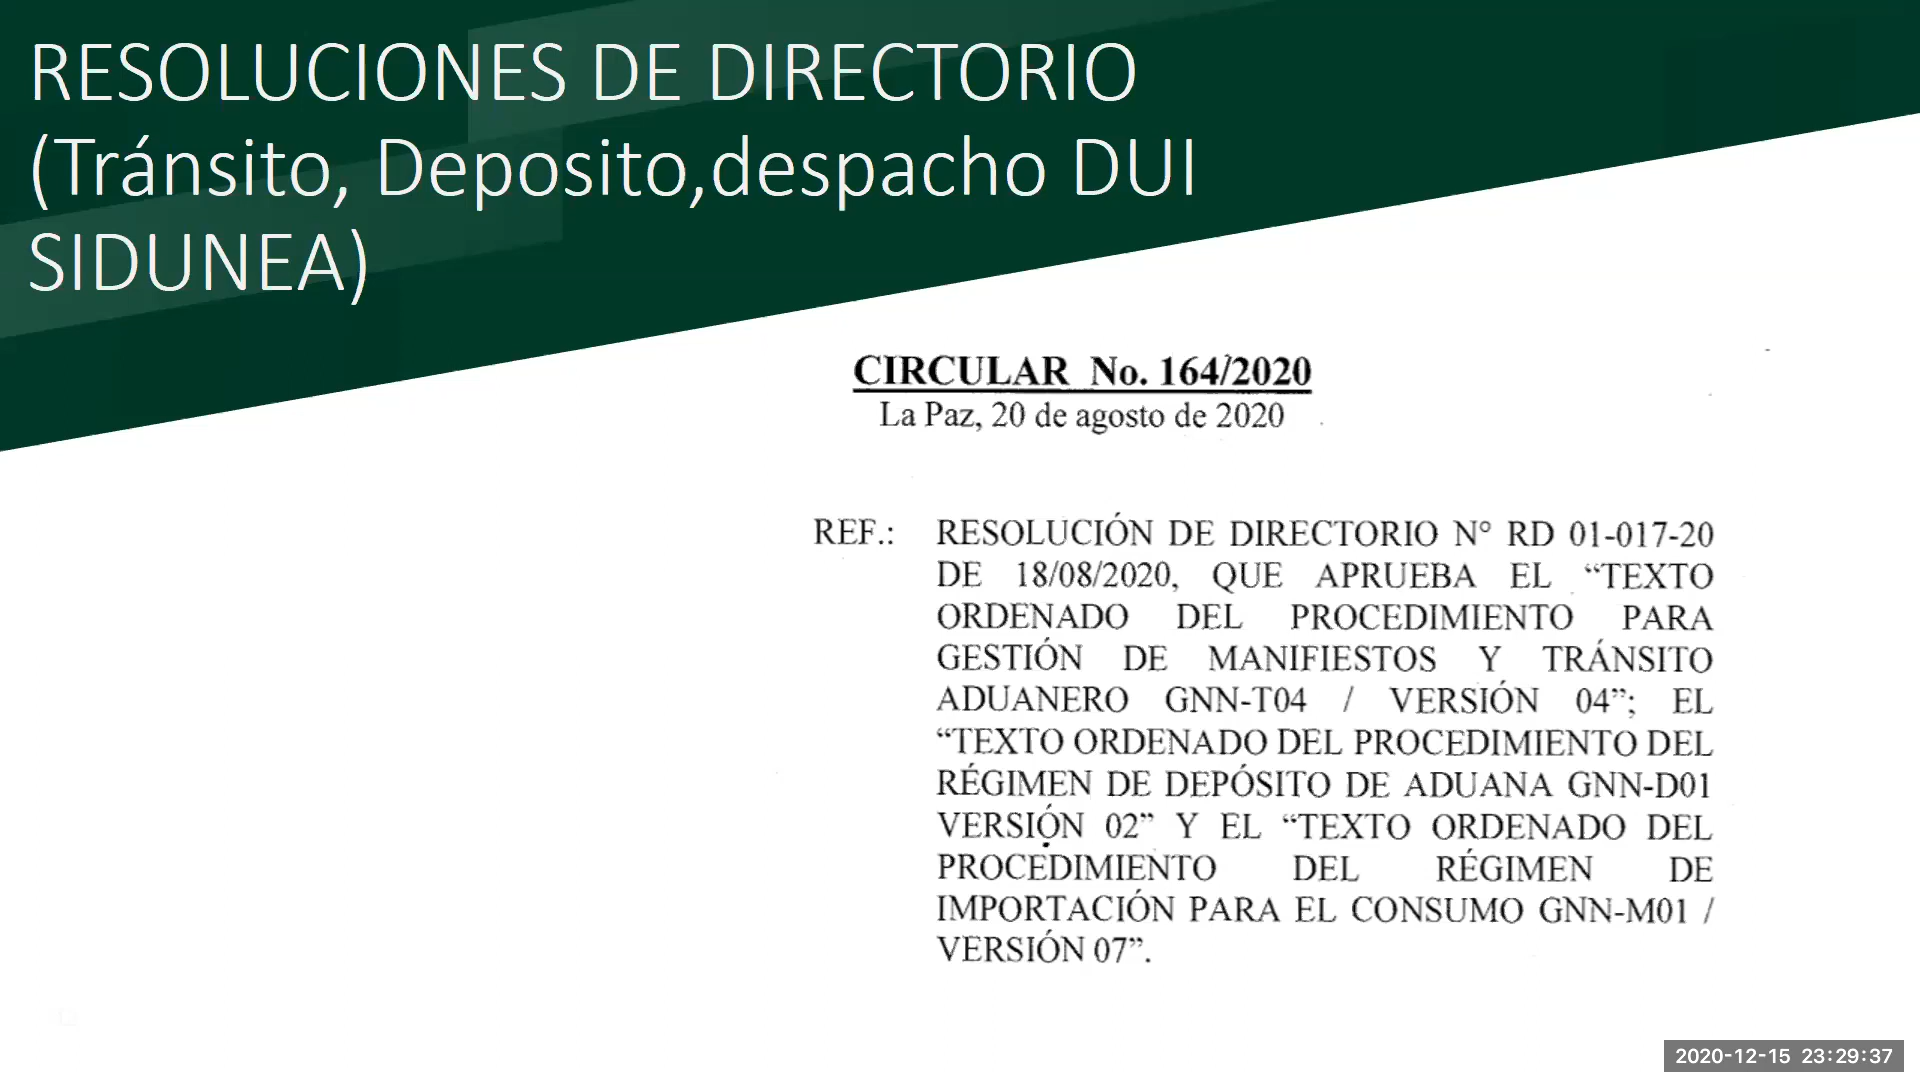 RESOLUCIONES DE DIRECTORIO
(Tránsito, Deposito,despacho DUI
SIDUNEA)
CIRCULAR No. 164/2020
La Paz, 20 de agosto de 2020
REF.: RESOLUCIÓN DE DIRECTORIO N° RD 01-017-20
DE 18/08/2020, QUE APRUEBA EL “TEXTO
ORDENADO DEL PROCEDIMIENTO PARA
GESTIÓN DE MANIFIESTOS Y TRÁNSITO
ADUANERO GNN-T04 / VERSIÓN 04”; EL
“TEXTO ORDENADO DEL PROCEDIMIENTO DEL
RÉGIMEN DE DEPÓSITO DE ADUANA GNN-D01
VERSIÓN 02” Y EL “TEXTO ORDENADO DEL
PROCEDIMIENTO DEL RÉGIMEN DE
IMPORTACIÓN PARA EL CONSUMO GNN-M01 /
VERSIÓN 07”.
2020-12-15 23:29:37